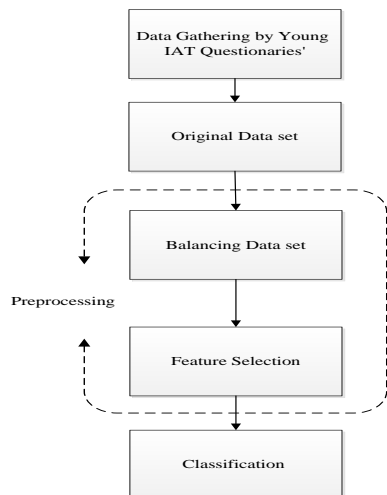 Data Gathering by Young
IAT Questionaries'
Original Data set
Balancing Data set
Preprocessing
Feature Selection
Classification